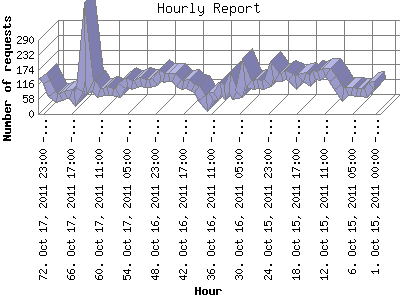 Hourly Report
Number of requests
290
232
174
116
58
0
72. Oct 17, 2011 23:00 -...
66. Oct 17, 2011 17:00 -...
60. Oct 17, 2011 11:00 -...
54. Oct 17, 2011 05:00 -...
48. Oct 16, 2011 23:00 -...
42. Oct 16, 2011 17:00 -...
36. Oct 16, 2011 11:00 -...
30. Oct 16, 2011 05:00 -...
24. Oct 15, 2011 23:00 -...
18. Oct 15, 2011 17:00 -...
12. Oct 15, 2011 11:00 -...
6. Oct 15, 2011 05:00 -...
1. Oct 15, 2011 00:00 -...
Hour